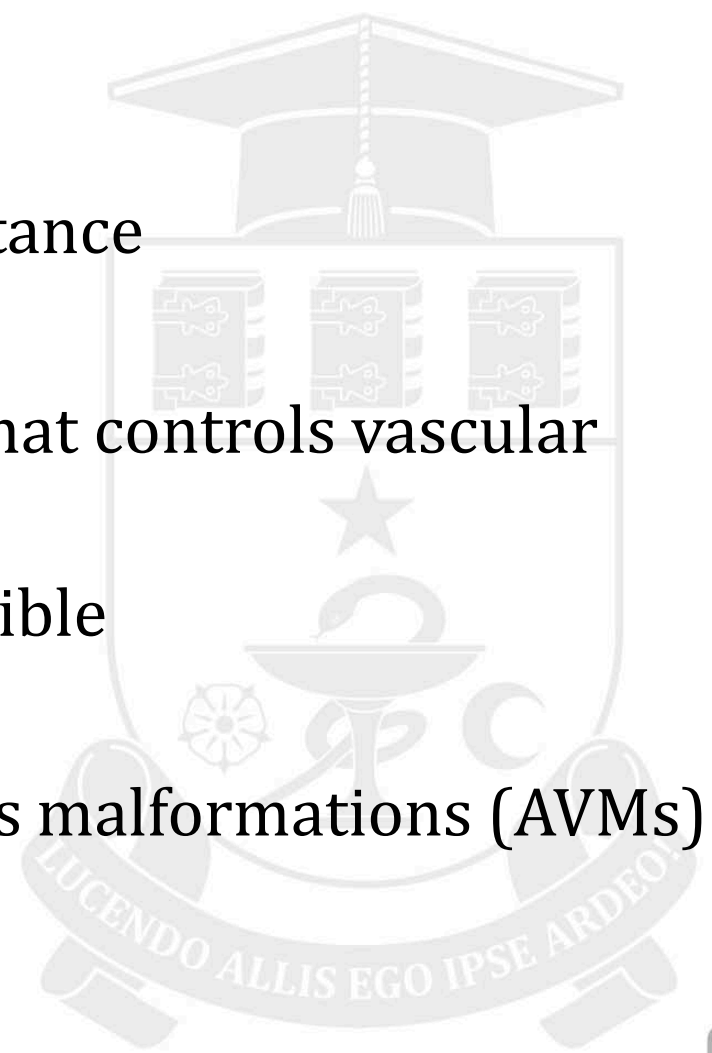 tance
hat controls vascular
ible
s malformations (AVMs)
LUCENDO ALLIS EGO IPSE ARDEO!